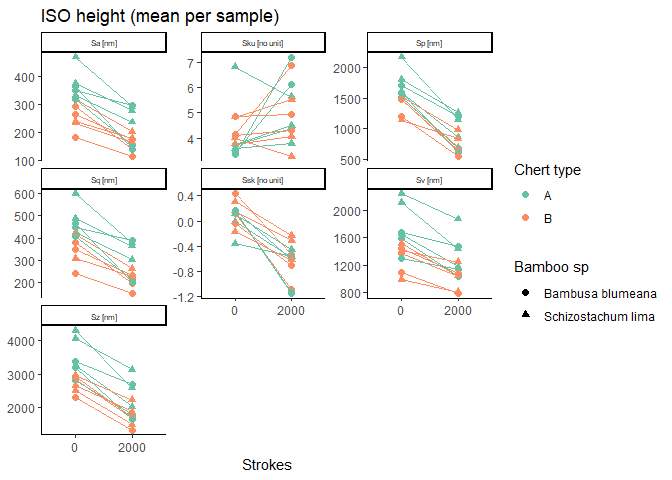 ISO height (mean per sample)
Sa [nm]
Sku [no unit]
Sp [nm]
400
300
200
100
7
6
5
4
2000
1500
1000
500
Sq [nm]
Ssk [no unit]
Sv [nm]
600
500
400
300
200
0.4
0.0
-0.4
-0.8
-1.2
2000
1600
1200
800
0 2000
0 2000
Sz [nm]
4000
3000
2000
0 2000
Strokes
Chert type
A
B
Bamboo sp
Bambusa blumeana
Schizostachum lima